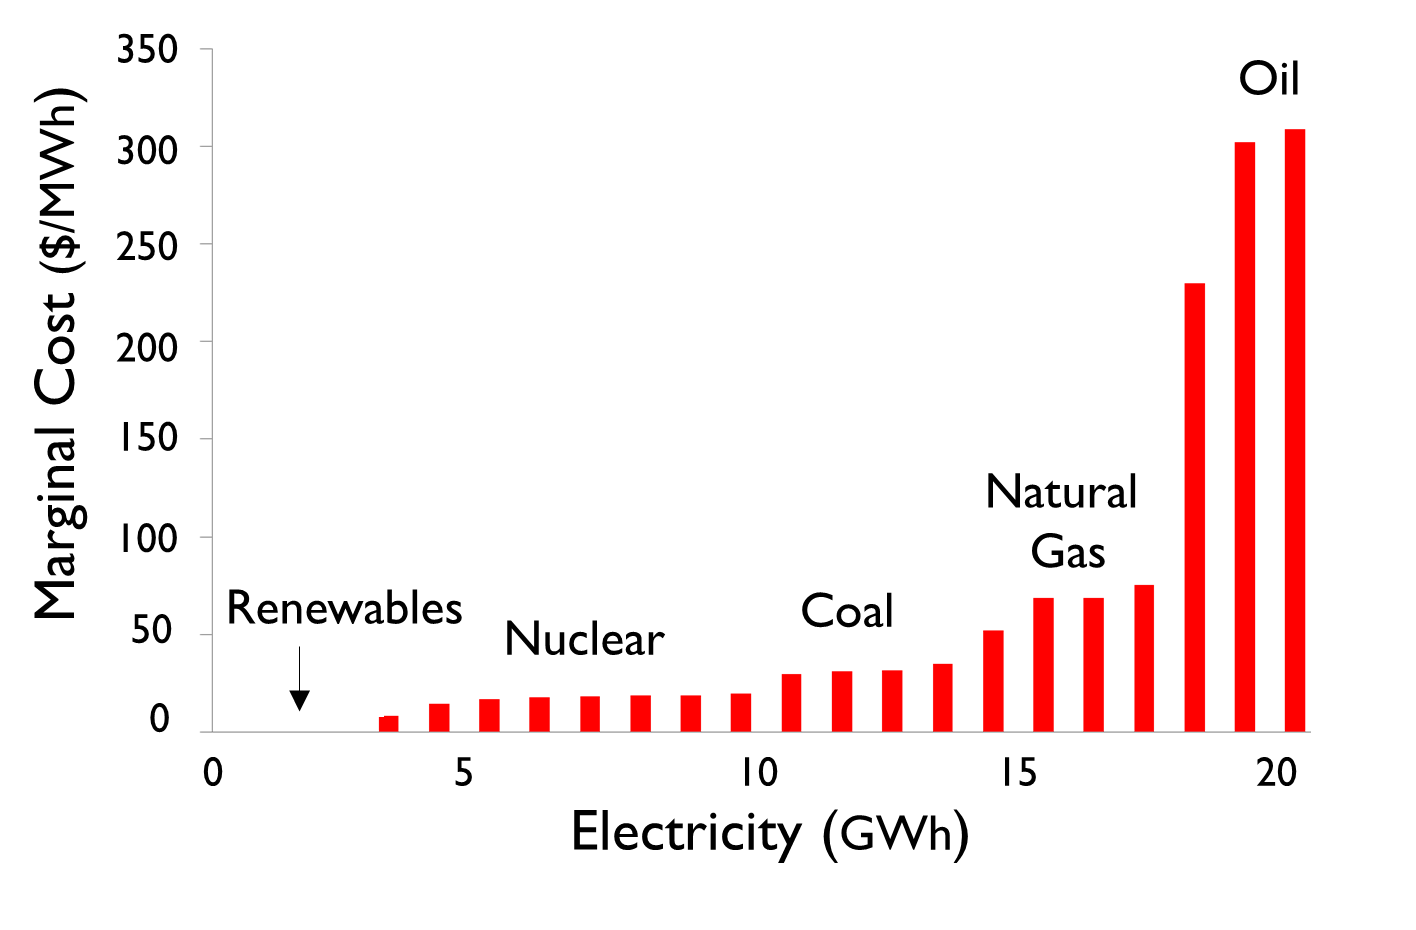 350
300
250
200
150
100
50
0
Marginal Cost ($/MWh)
Oil
Natural
Gas
Coal
Renewables
Nuclear
0 5 10 15 20
Electricity (GWh)